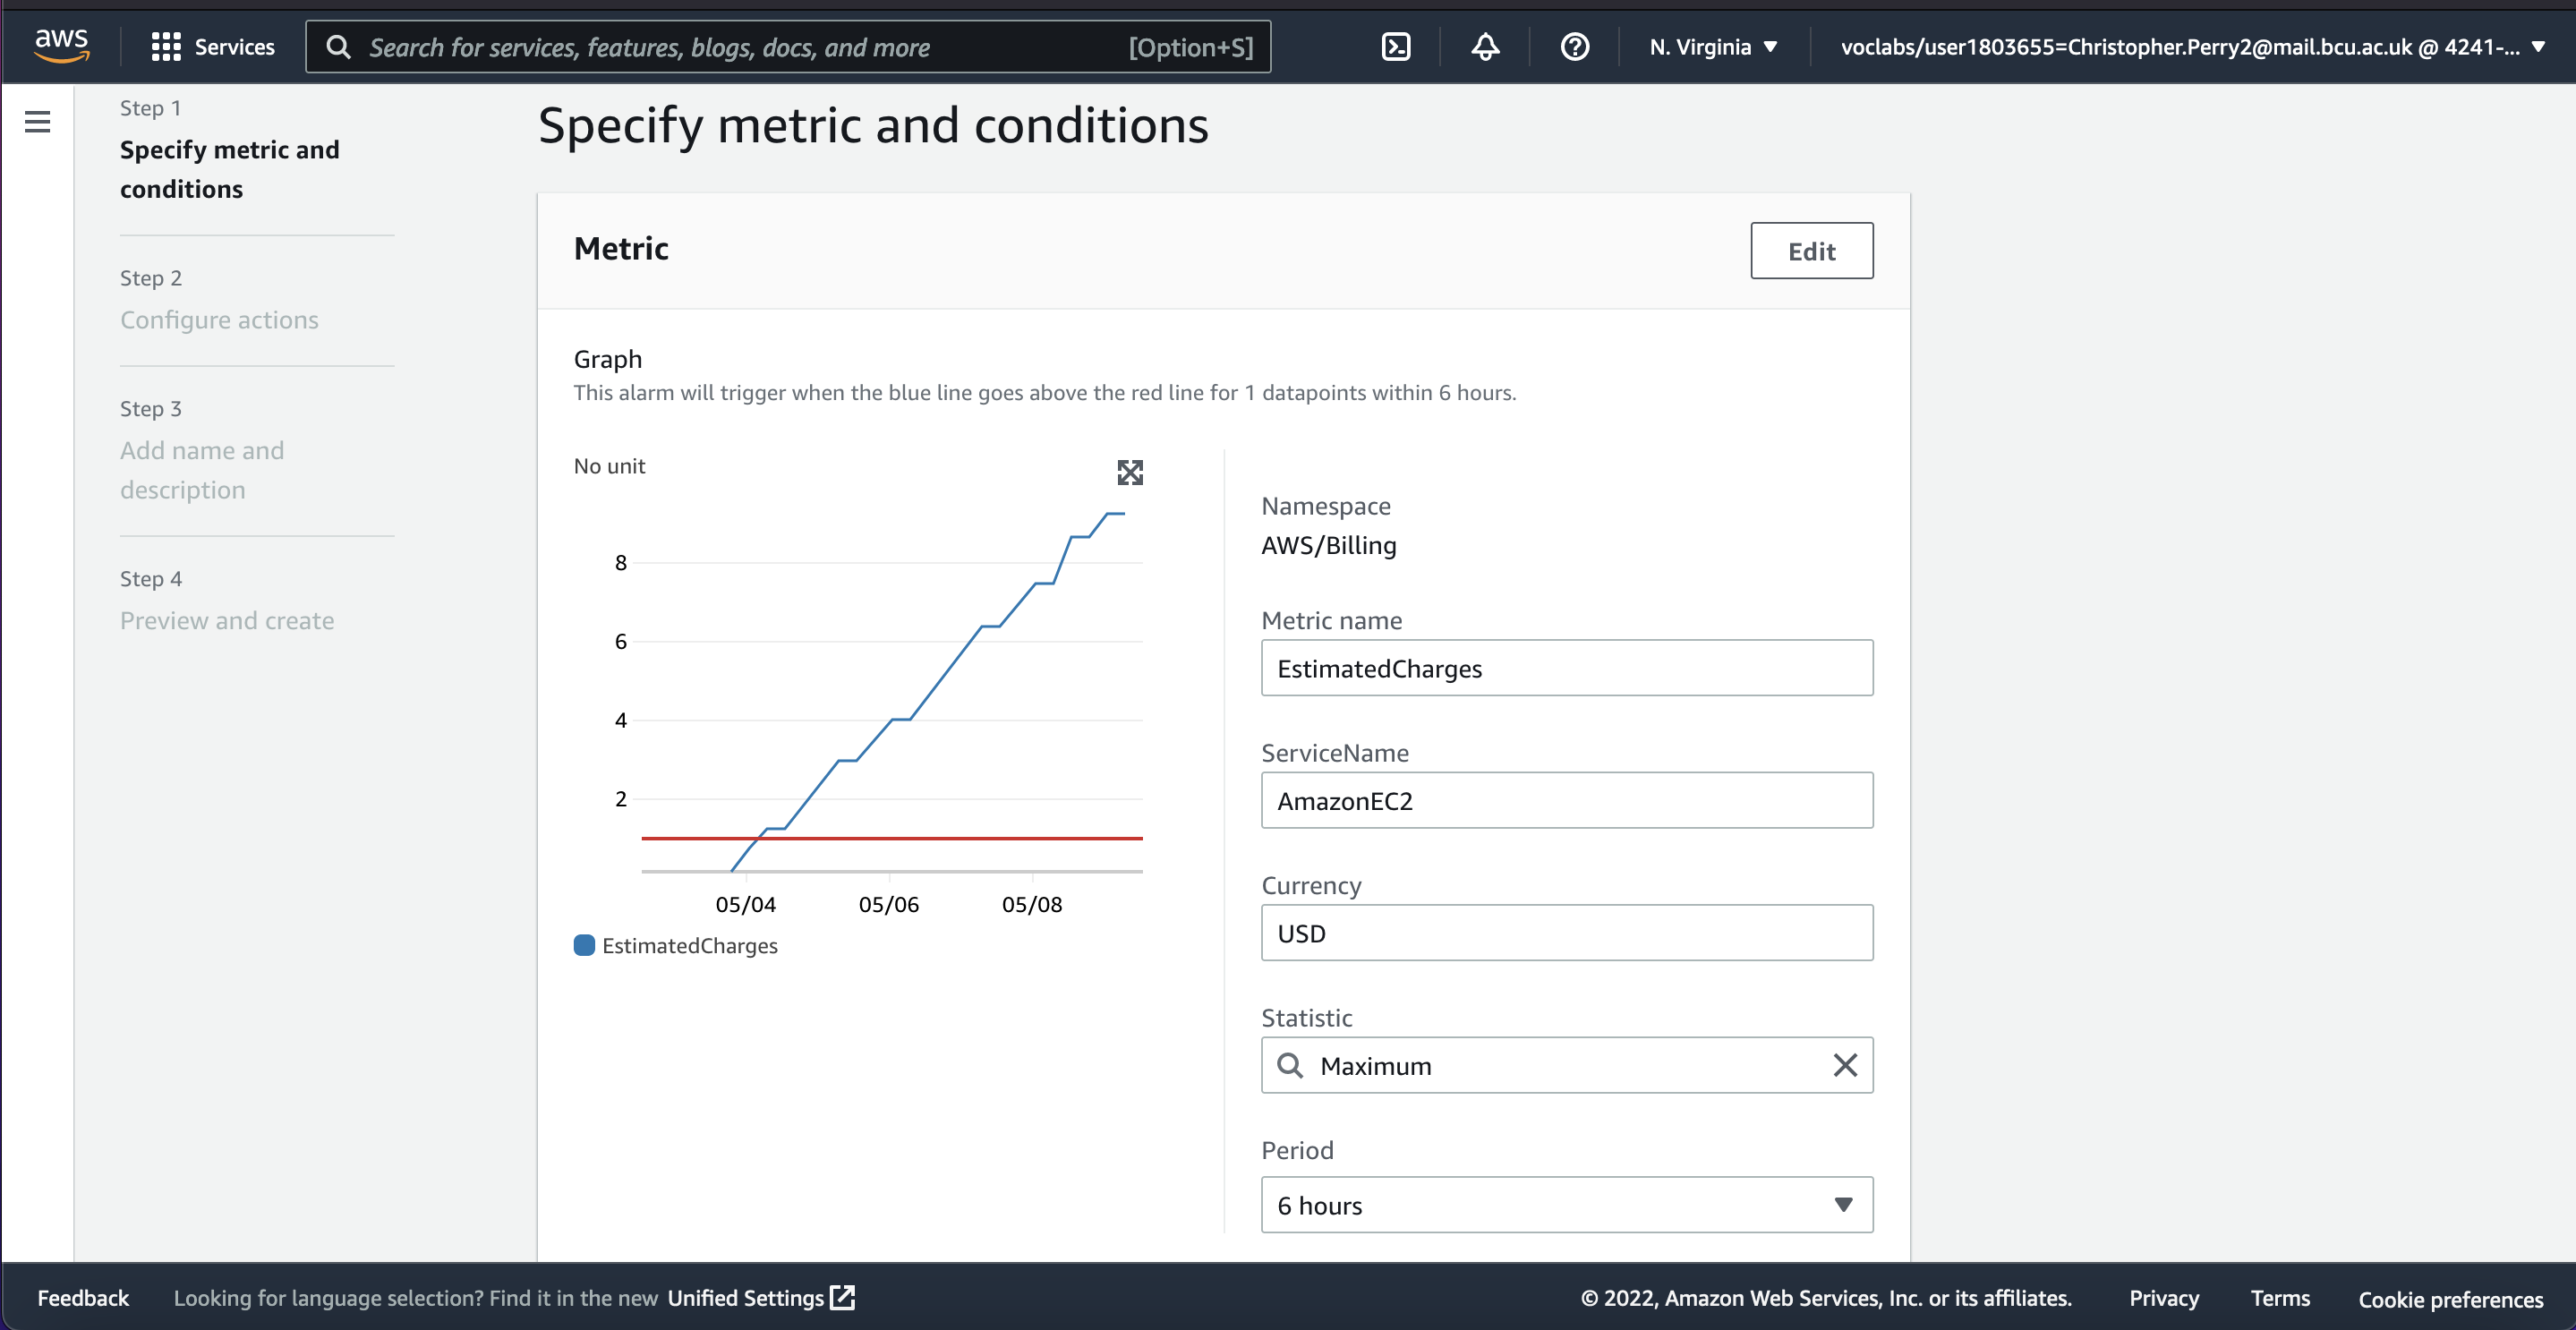 aws
Services
Search for services, features, blogs, docs, and more
[Option+S]
N. Virginia
voclabs/user1803655=Christopher.Perry2@mail.bcu.ac.uk @ 4241-...
Step 1
Specify metric and
conditions
Step 2
Configure actions
Step 3
Add name and
description
Step 4
Preview and create
Specify metric and conditions
Metric
Edit
Graph
This alarm will trigger when the blue line goes above the red line for 1 datapoints within 6 hours.
No unit
8
6
4
2
05/04
05/06
05/08
EstimatedCharges
Namespace
AWS/Billing
Metric name
EstimatedCharges
ServiceName
AmazonEC2
Currency
USD
Statistic
Maximum
Period
6 hours
Feedback
Looking for language selection? Find it in the new Unified Settings
© 2022, Amazon Web Services, Inc. or its affiliates.
Privacy
Terms
Cookie preferences